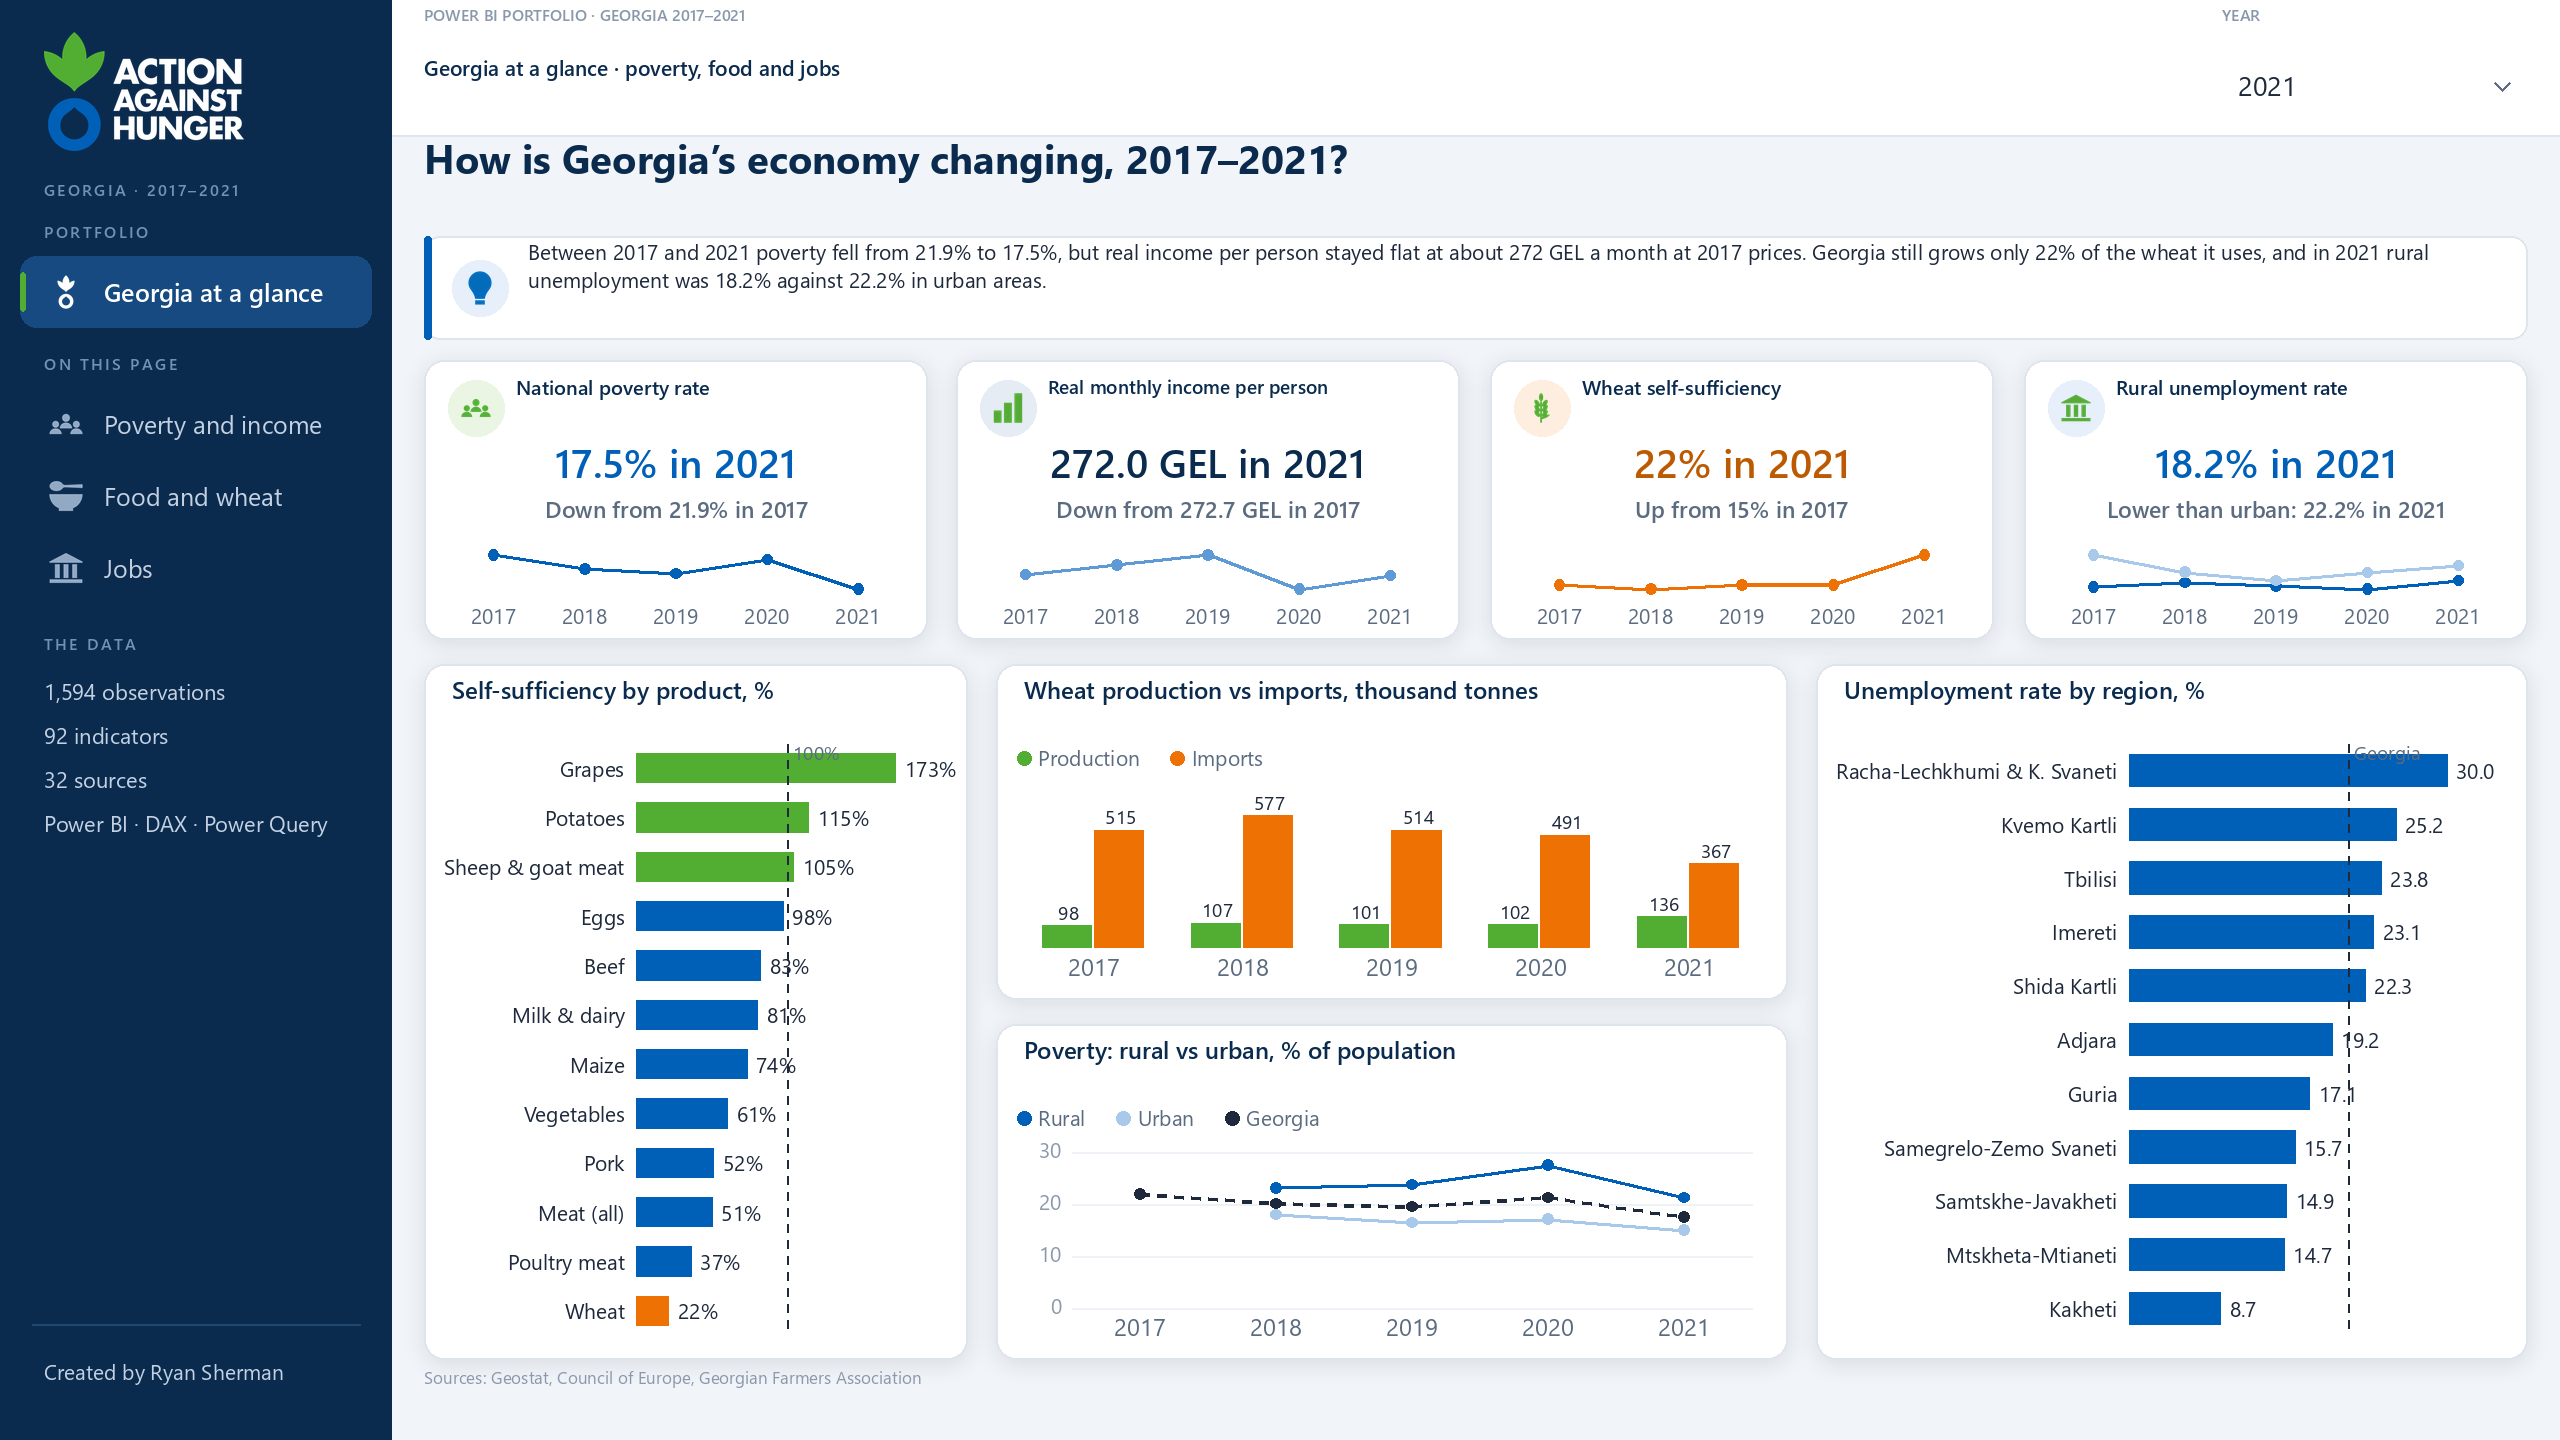 ACTION
AGAINST
HUNGER
GEORGIA · 2017–2021
PORTFOLIO
Georgia at a glance
ON THIS PAGE
Poverty and income
Food and wheat
Jobs
THE DATA
1,594 observations
92 indicators
32 sources
Power BI · DAX · Power Query
Created by Ryan Sherman
POWER BI PORTFOLIO · GEORGIA 2017–2021
Georgia at a glance · poverty, food and jobs
YEAR
2021
How is Georgia’s economy changing, 2017–2021?
Between 2017 and 2021 poverty fell from 21.9% to 17.5%, but real income per person stayed flat at about 272 GEL a month at 2017 prices. Georgia still grows only 22% of the wheat it uses, and in 2021 rural
unemployment was 18.2% against 22.2% in urban areas.
National poverty rate
17.5% in 2021
Down from 21.9% in 2017
2017 2018 2019 2020 2021
Real monthly income per person
272.0 GEL in 2021
Down from 272.7 GEL in 2017
2017 2018 2019 2020 2021
Wheat self-sufficiency
22% in 2021
Up from 15% in 2017
2017 2018 2019 2020 2021
Rural unemployment rate
18.2% in 2021
Lower than urban: 22.2% in 2021
2017 2018 2019 2020 2021
Self-sufficiency by product, %
100%
Grapes 173%
Potatoes 115%
Sheep & goat meat 105%
Eggs 98%
Beef 83%
Milk & dairy 81%
Maize 74%
Vegetables 61%
Pork 52%
Meat (all) 51%
Poultry meat 37%
Wheat 22%
Wheat production vs imports, thousand tonnes
Production Imports
98 515 107 577 101 514 102 491 136 367
2017 2018 2019 2020 2021
Poverty: rural vs urban, % of population
Rural Urban Georgia
30
20
10
0
2017 2018 2019 2020 2021
Unemployment rate by region, %
Georgia
Racha-Lechkhumi & K. Svaneti 30.0
Kvemo Kartli 25.2
Tbilisi 23.8
Imereti 23.1
Shida Kartli 22.3
Adjara 19.2
Guria 17.1
Samegrelo-Zemo Svaneti 15.7
Samtskhe-Javakheti 14.9
Mtskheta-Mtianeti 14.7
Kakheti 8.7
Sources: Geostat, Council of Europe, Georgian Farmers Association